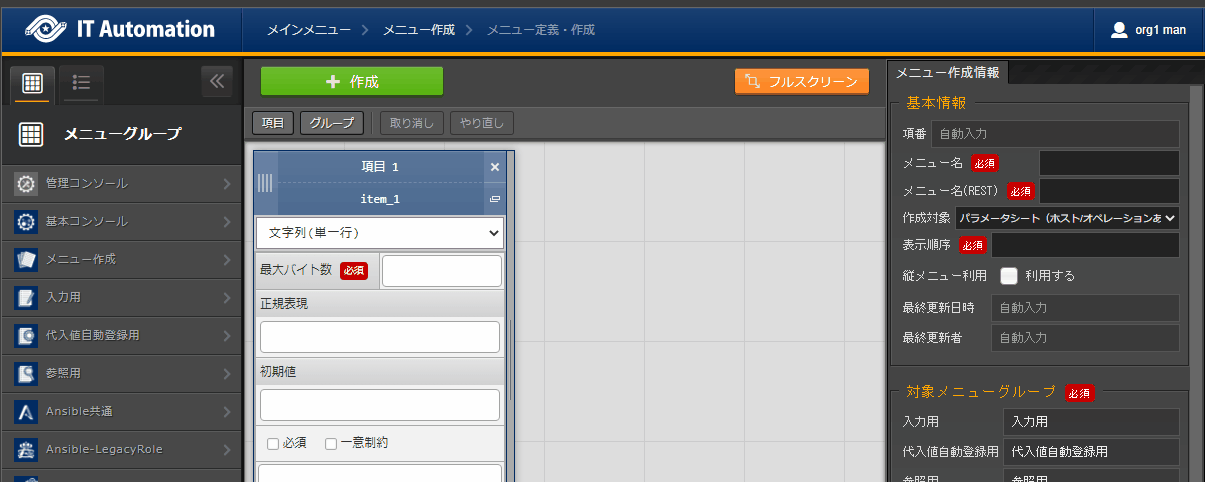 IT Automation
メインメニュー
メニュー作成
メニュー定義・作成
org1 man
メニューグループ
管理コンソール
基本コンソール
メニュー作成
入力用
代入値自動登録用
参照用
Ansible共通
Ansible-LegacyRole
作成
フルスクリーン
項目
グループ
取り消し
やり直し
項目 1
item_1
文字列(単一行)
最大バイト数 必須
正規表現
初期値
必須
一意制約
メニュー作成情報
基本情報
項番 自動入力
メニュー名 必須
メニュー名(REST) 必須
作成対象 パラメータシート（ホスト/オペレーションあ
表示順序 必須
縦メニュー利用 利用する
最終更新日時 自動入力
最終更新者 自動入力
対象メニューグループ 必須
入力用 入力用
代入値自動登録用 代入値自動登録用
参照用 参照用